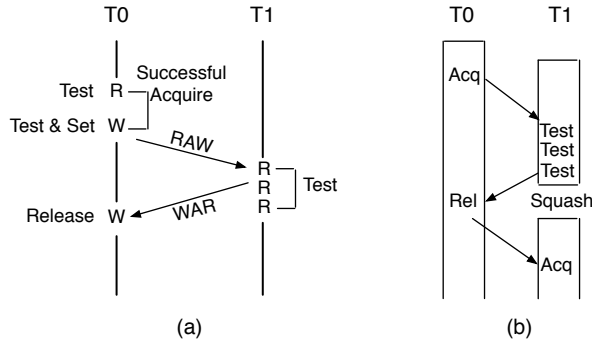 T0 T1
Successful
Test R Acquire
Test & Set W
RAW
R
R Test
WAR
Release W R
(a)
T0 T1
Acq
Test
Test
Test
Rel Squash
Acq
(b)